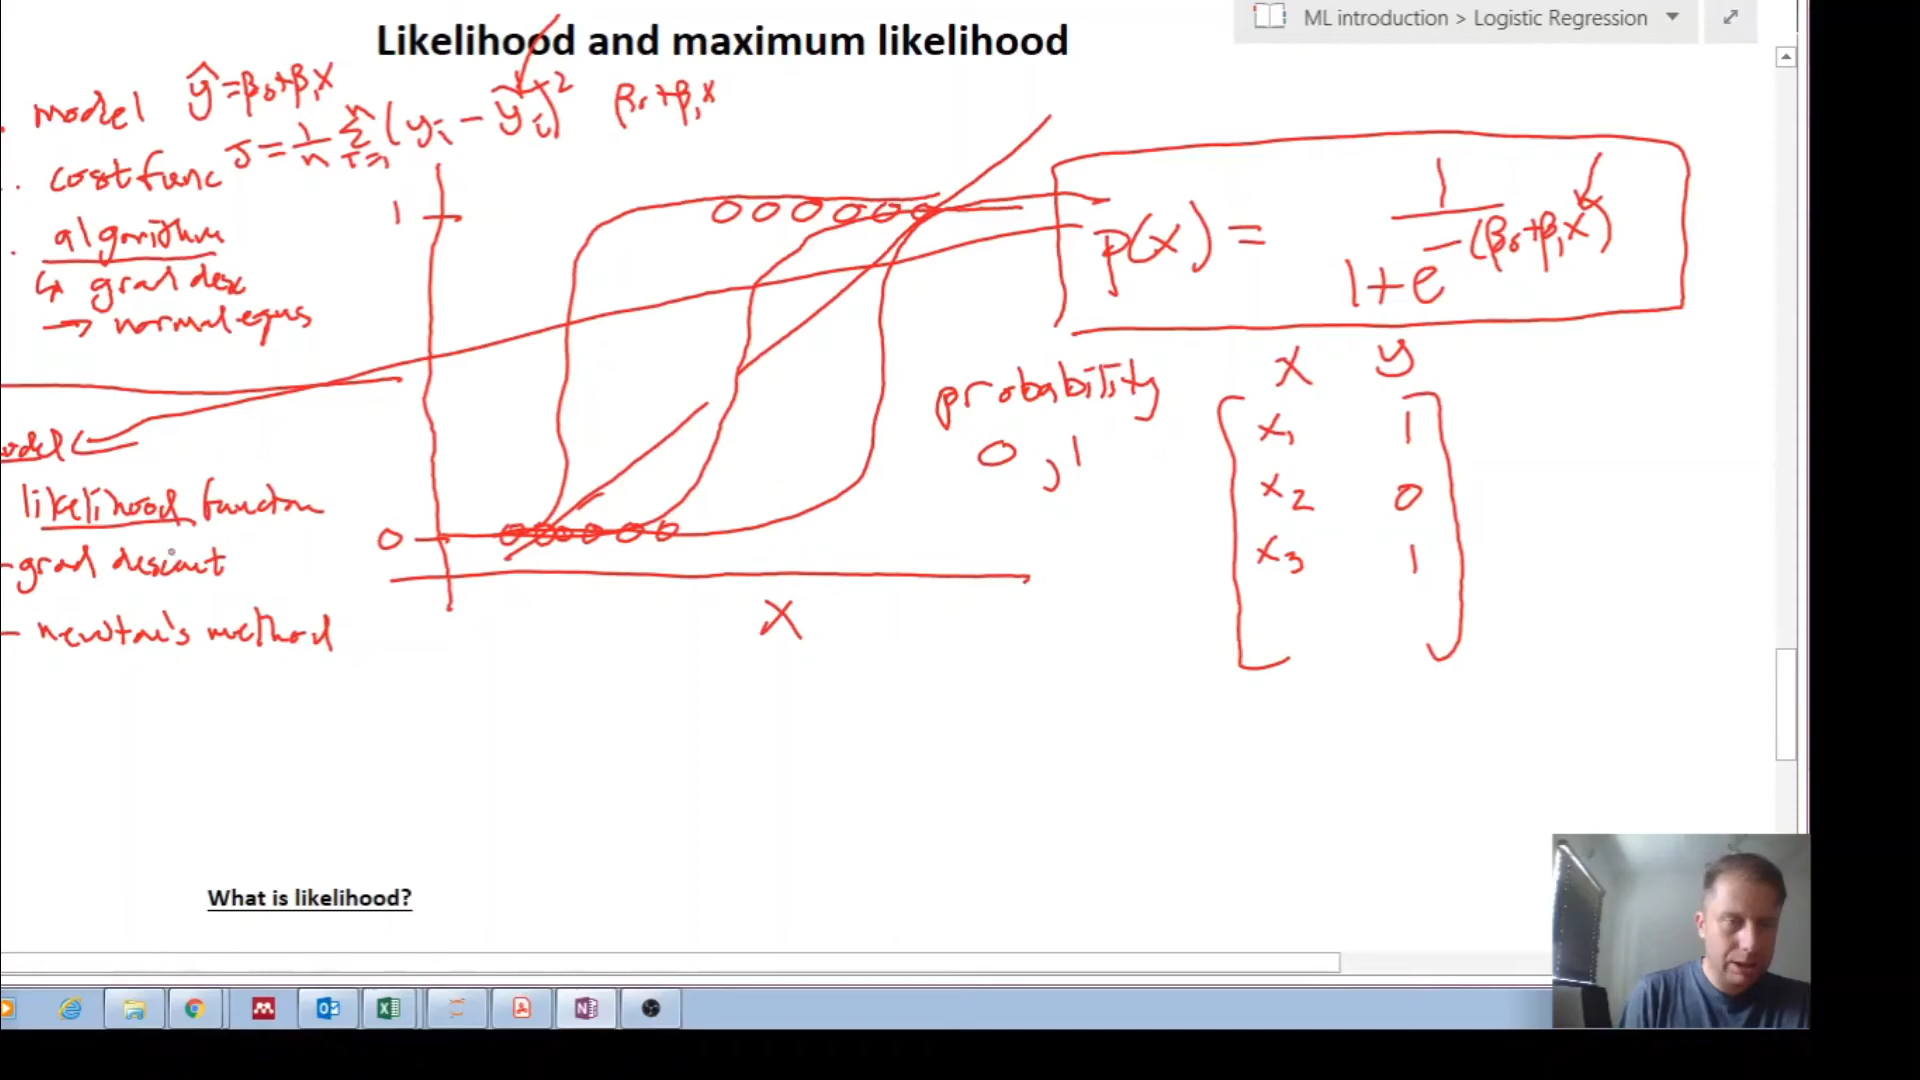 ML introduction > Logistic Regression
Likelihood and maximum likelihood
model ŷ = β₀+β₁x
cost func J = 1/n Σ i=1 n (yi − ŷi)² β₀+β₁x
algorithm
↳ grad desc
→ normal equs
likelihood function
- grad descent
- newton's method
1
0
X
p(x) = 1 / 1+e^-(β₀+β₁x)
probability
0, 1
X y
x₁ 1
x₂ 0
x₃ 1
What is likelihood?